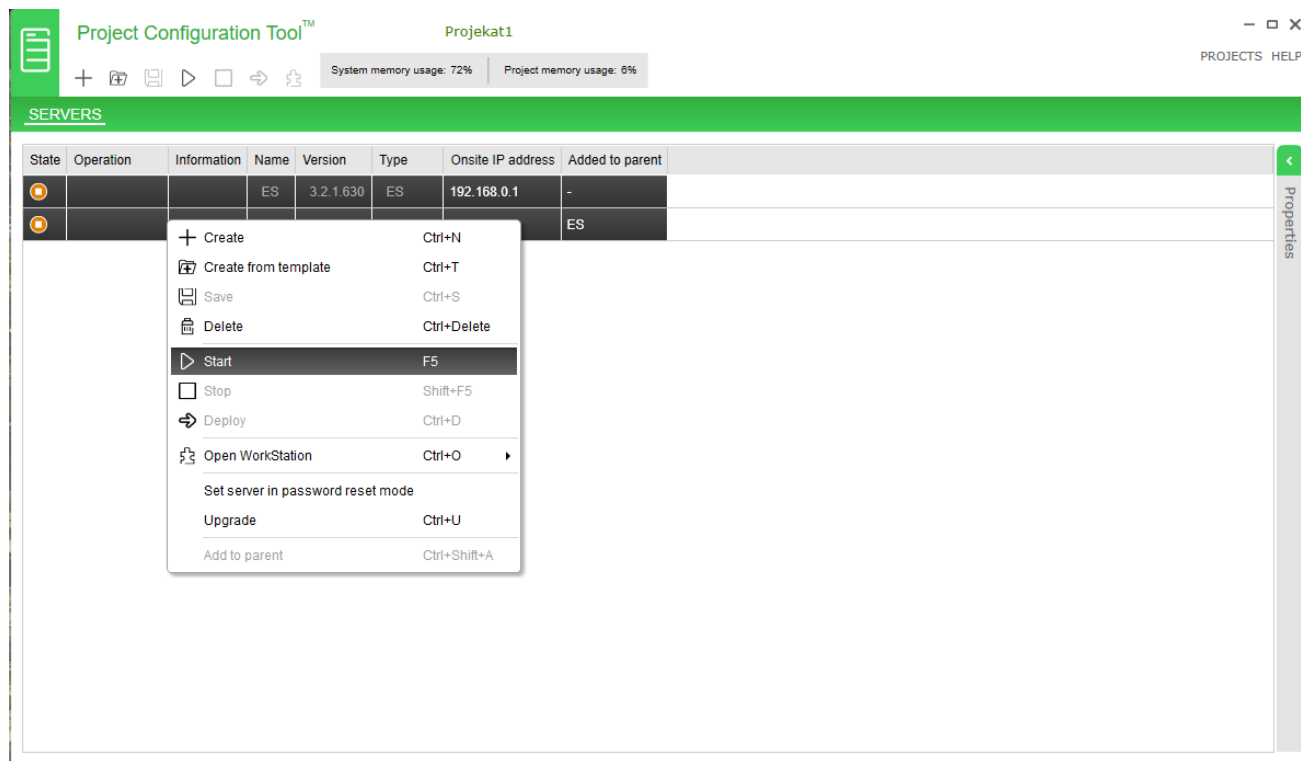 Project Configuration Tool™
Projekat1
PROJECTS HELP
System memory usage: 72% Project memory usage: 6%
SERVERS
State Operation Information Name Version Type Onsite IP address Added to parent
ES 3.2.1.630 ES 192.168.0.1 -
ES
Properties
Create Ctrl+N
Create from template Ctrl+T
Save Ctrl+S
Delete Ctrl+Delete
Start F5
Stop Shift+F5
Deploy Ctrl+D
Open WorkStation Ctrl+O
Set server in password reset mode
Upgrade Ctrl+U
Add to parent Ctrl+Shift+A